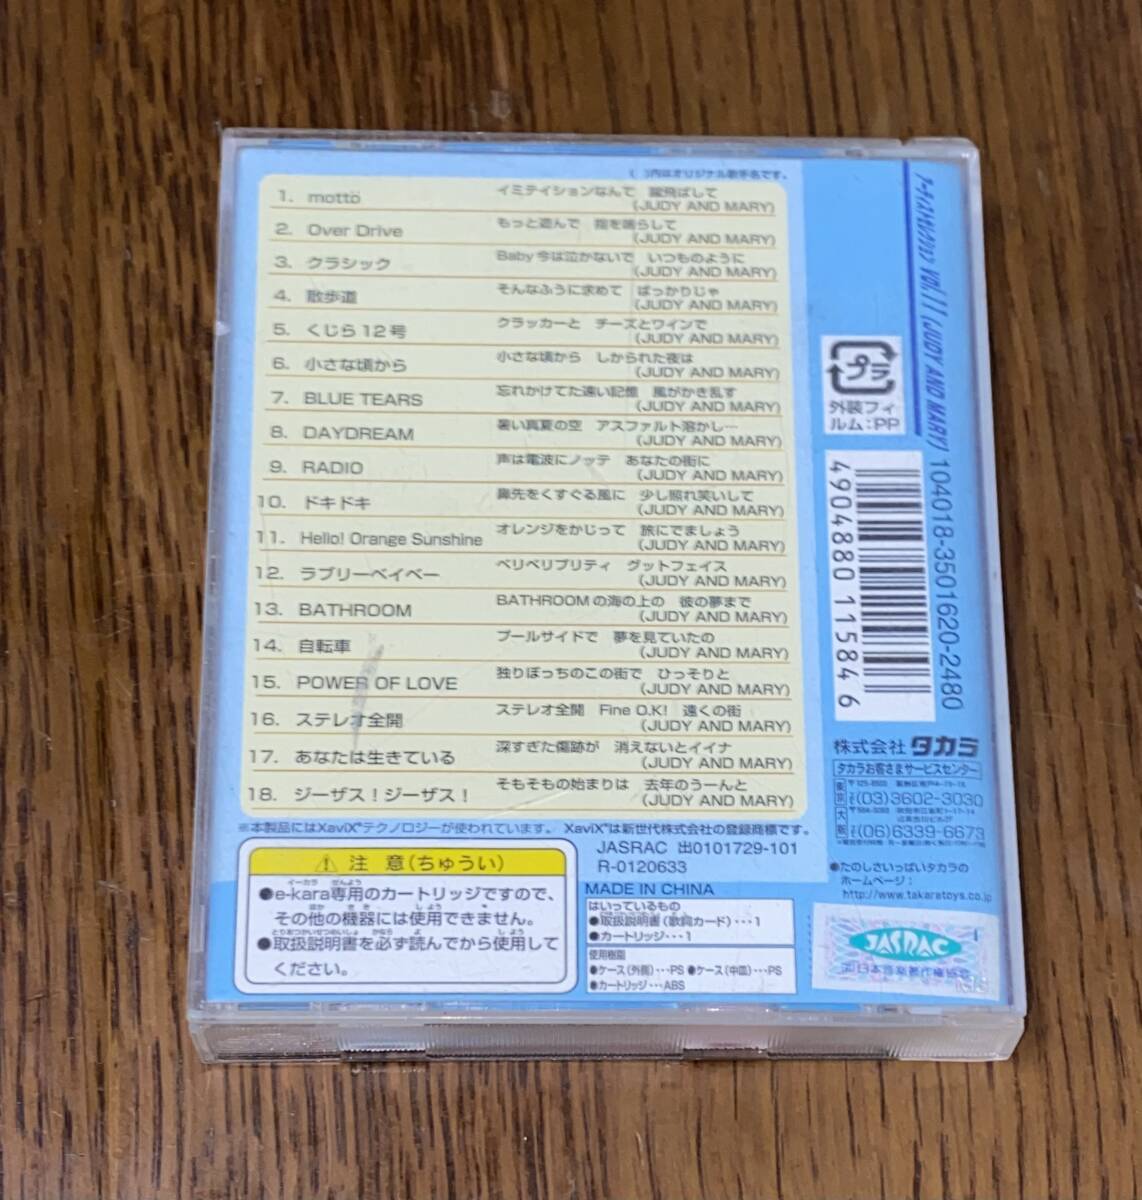 ( )内はオリジナル歌手名です。
1. motto イミテイションなんで 蹴飛ばして
(JUDY AND MARY)
2. Over Drive もっと遊んで 指を鳴らして
(JUDY AND MARY)
3. クラシック Baby 今は泣かないで いつものように
(JUDY AND MARY)
4. 散歩道 そんなふうに求めて ばっかりじゃ
(JUDY AND MARY)
5. くじら12号 クラッカーと チーズとワインで
(JUDY AND MARY)
6. 小さな頃から 小さな頃から しかられた夜は
(JUDY AND MARY)
7. BLUE TEARS 忘れかけてた遠い記憶 風がかき乱す
(JUDY AND MARY)
8. DAYDREAM 暑い真夏の空 アスファルト溶かし…
(JUDY AND MARY)
9. RADIO 声は電波にノッテ あなたの街に
(JUDY AND MARY)
10. ドキドキ 鼻先をくすぐる風に 少し照れ笑いして
(JUDY AND MARY)
11. Hello! Orange Sunshine オレンジをかじって 旅にでましょう
(JUDY AND MARY)
12. ラブリーベイベー ベリベリプリティ グットフェイス
(JUDY AND MARY)
13. BATHROOM BATHROOMの海の上の 彼の夢まで
(JUDY AND MARY)
14. 自転車 プールサイドで 夢を見ていたの
(JUDY AND MARY)
15. POWER OF LOVE 独りぼっちのこの街で ひっそりと
(JUDY AND MARY)
16. ステレオ全開 ステレオ全開 Fine O.K! 遠くの街
(JUDY AND MARY)
17. あなたは生きている 深すぎた傷跡が 消えないとイイナ
(JUDY AND MARY)
18. ジーザス!ジーザス! そもそもの始まりは 去年のうーんと
(JUDY AND MARY)
※本製品にはXaviX®テクノロジーが使われています。 XaviX®は新世代株式会社の登録商標です。
⚠ 注意(ちゅうい)
●e-kara専用のカートリッジですので、
その他の機器には使用できません。
●取扱説明書を必ず読んでから使用して
ください。
JASRAC 出0101729-101
R-0120633
MADE IN CHINA
はいっているもの
●取扱説明書(歌詞カード)…1
●カートリッジ…1
使用樹脂
●ケース(外側)…PS ●ケース(中皿)…PS
●カートリッジ…ABS
VOL.11 (JUDY AND MARY)
104018-3501620-2480
プラ
外装フィ
ルム:PP
4904880 115846
株式会社 タカラ
タカラお客さまサービスセンター
東京
(03)3602-3030
大阪
(06)6339-6673
●たのしさいっぱいタカラの
ホームページ:
http://www.takaratoys.co.jp
JASRAC